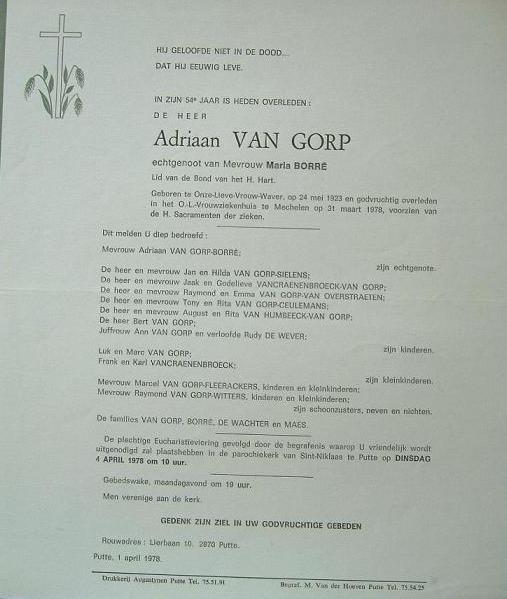 HIJ GELOOFDE NIET IN DE DOOD...
DAT HIJ EEUWIG LEVE.
IN ZIJN 54e JAAR IS HEDEN OVERLEDEN :
DE HEER
Adriaan VAN GORP
echtgenoot van Mevrouw Maria BORRÉ
Lid van de Bond van het H. Hart.
Geboren te Onze-Lieve-Vrouw-Waver, op 24 mei 1923 en godvruchtig overleden
in het O.-L.-Vrouwziekenhuis te Mechelen op 31 maart 1978, voorzien van
de H. Sacramenten der zieken.
Dit melden U diep bedroefd :
Mevrouw Adriaan VAN GORP-BORRÉ;
zijn echtgenote.
De heer en mevrouw Jan en Hilda VAN GORP-SIELENS;
De heer en mevrouw Jaak en Godelieve VANCRAENENBROECK-VAN GORP;
De heer en mevrouw Raymond en Emma VAN GORP-VAN OVERSTRAETEN;
De heer en mevrouw Tony en Rita VAN GORP-CEULEMANS;
De heer en mevrouw August en Rita VAN HUMBEECK-VAN GORP;
De heer Bert VAN GORP;
Juffrouw Ann VAN GORP en verloofde Rudy DE WEVER;
zijn kinderen.
Luk en Marc VAN GORP;
Frank en Karl VANCRAENENBROECK;
zijn kleinkinderen.
Mevrouw Marcel VAN GORP-FLEERACKERS, kinderen en kleinkinderen;
Mevrouw Raymond VAN GORP-WITTERS, kinderen en kleinkinderen;
zijn schoonzusters, neven en nichten.
De families VAN GORP, BORRÉ, DE WACHTER en MAES.
De plechtige Eucharistieviering gevolgd door de begrafenis waarop U vriendelijk wordt
uitgenodigd zal plaatshebben in de parochiekerk van Sint-Niklaas te Putte op DINSDAG
4 APRIL 1978 om 10 uur.
Gebedswake, maandagavond om 19 uur.
Men verenige aan de kerk.
GEDENK ZIJN ZIEL IN UW GODVRUCHTIGE GEBEDEN
Rouwadres : Lierbaan 10, 2870 Putte.
Putte, 1 april 1978.
Drukkerij Augustynen Putte Tel. 75.51.91
Begraf. M. Van der Hoeven Putte Tel. 75.54.25